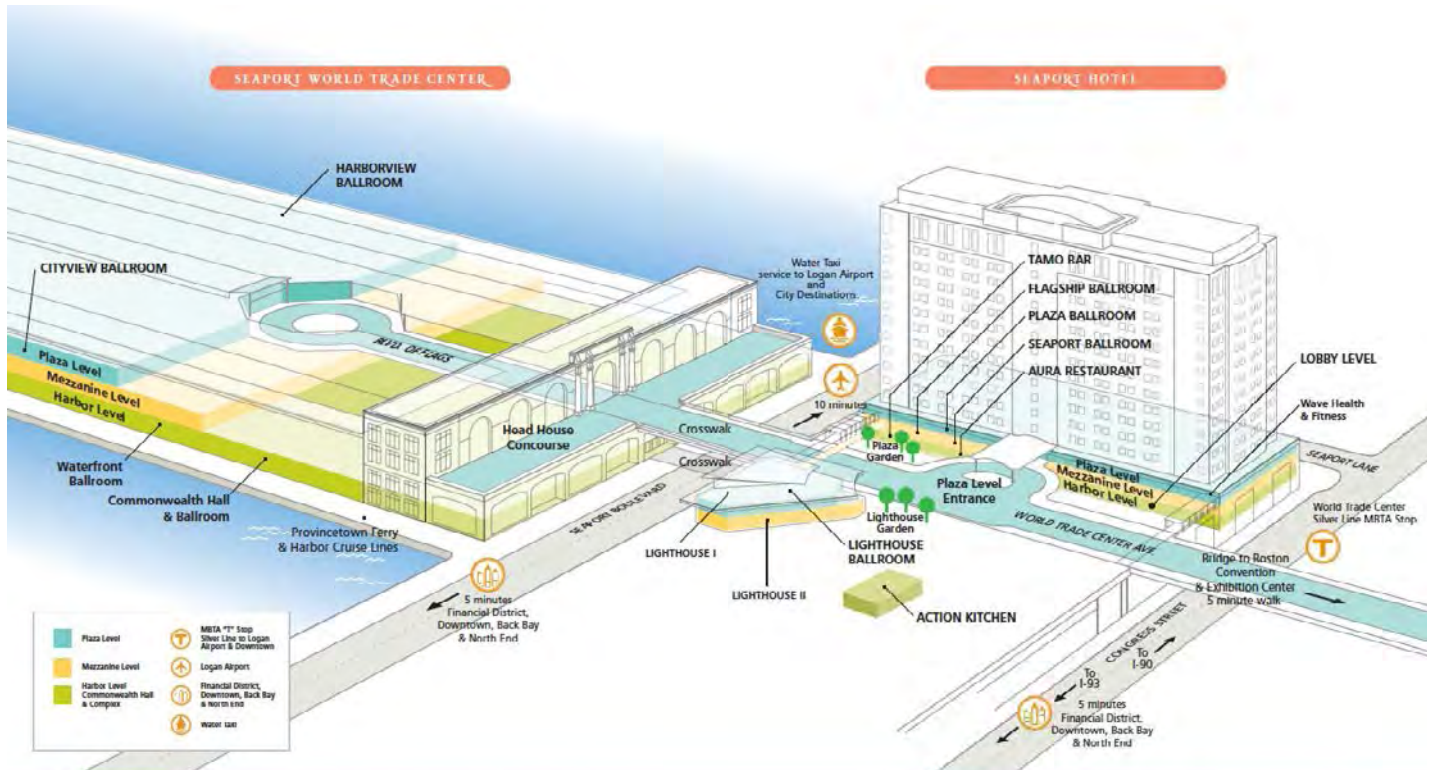 SEAPORT WORLD TRADE CENTER
SEAPORT HOTEL
HARBORVIEW
BALLROOM
CITYVIEW BALLROOM
BLVD. OF FLAGS
Plaza Level
Mezzanine Level
Harbor Level
Waterfront
Ballroom
Commonwealth Hall
& Ballroom
Head House
Concourse
Provincetown Ferry
& Harbor Cruise Lines
Water Taxi
service to Logan Airport
and
City Destinations
10 minutes
Crosswalk
Crosswalk
SEAPORT BOULEVARD
5 minutes
Financial District,
Downtown, Back Bay
& North End
LIGHTHOUSE I
LIGHTHOUSE II
LIGHTHOUSE
BALLROOM
ACTION KITCHEN
TAMO BAR
FLAGSHIP BALLROOM
PLAZA BALLROOM
SEAPORT BALLROOM
AURA RESTAURANT
LOBBY LEVEL
Wave Health
& Fitness
Plaza
Garden
Plaza Level
Entrance
Lighthouse
Garden
Plaza Level
Mezzanine Level
Harbor Level
SEAPORT LANE
WORLD TRADE CENTER AVE.
World Trade Center
Silver Line MBTA Stop
T
Bridge to Boston
Convention
& Exhibition Center
5 minute walk
CONGRESS STREET
To
I-90
To
I-93
5 minutes
Financial District,
Downtown, Back Bay
& North End
Plaza Level
Mezzanine Level
Harbor Level
Commonwealth Hall
& Complex
T
MBTA "T" Stop
Silver Line to Logan
Airport & Downtown
Logan Airport
Financial District,
Downtown, Back Bay
& North End
Water Taxi